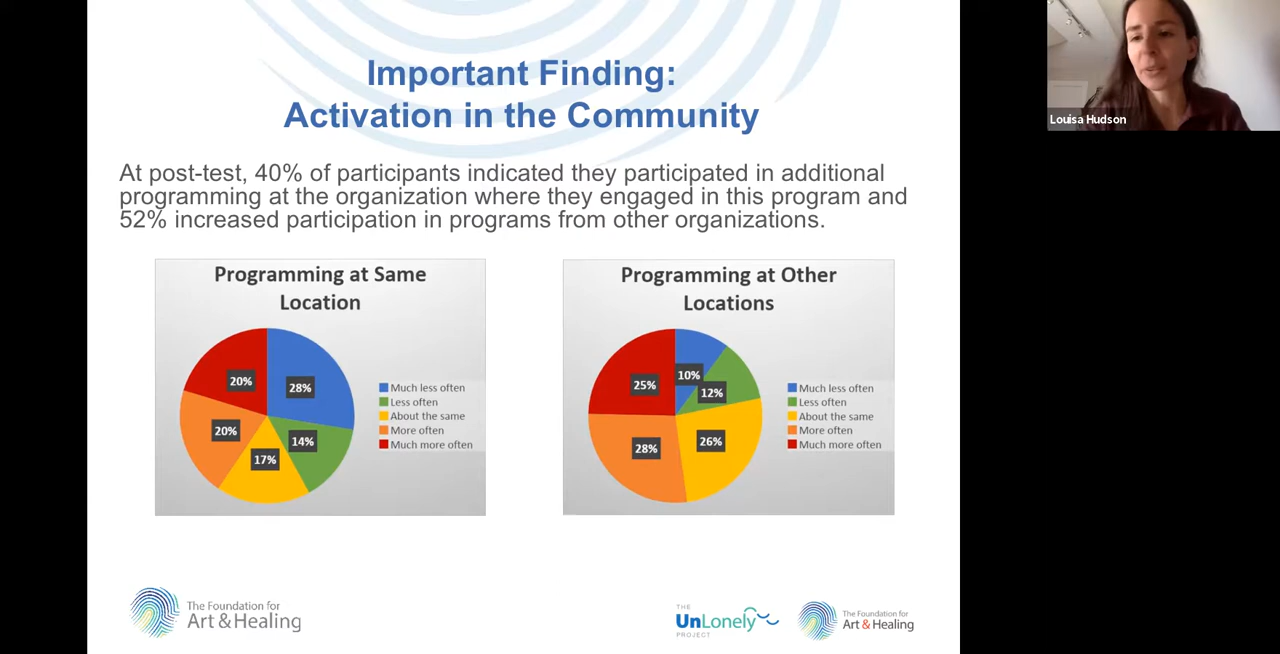 Important Finding:
Activation in the Community
Louisa Hudson
At post-test, 40% of participants indicated they participated in additional
programming at the organization where they engaged in this program and
52% increased participation in programs from other organizations.
Programming at Same
Location
20%
28%
20%
14%
17%
Much less often
Less often
About the same
More often
Much more often
Programming at Other
Locations
10%
25%
12%
28%
26%
Much less often
Less often
About the same
More often
Much more often
The Foundation for
Art & Healing
THE
UnLonely
PROJECT
The Foundation for
Art & Healing